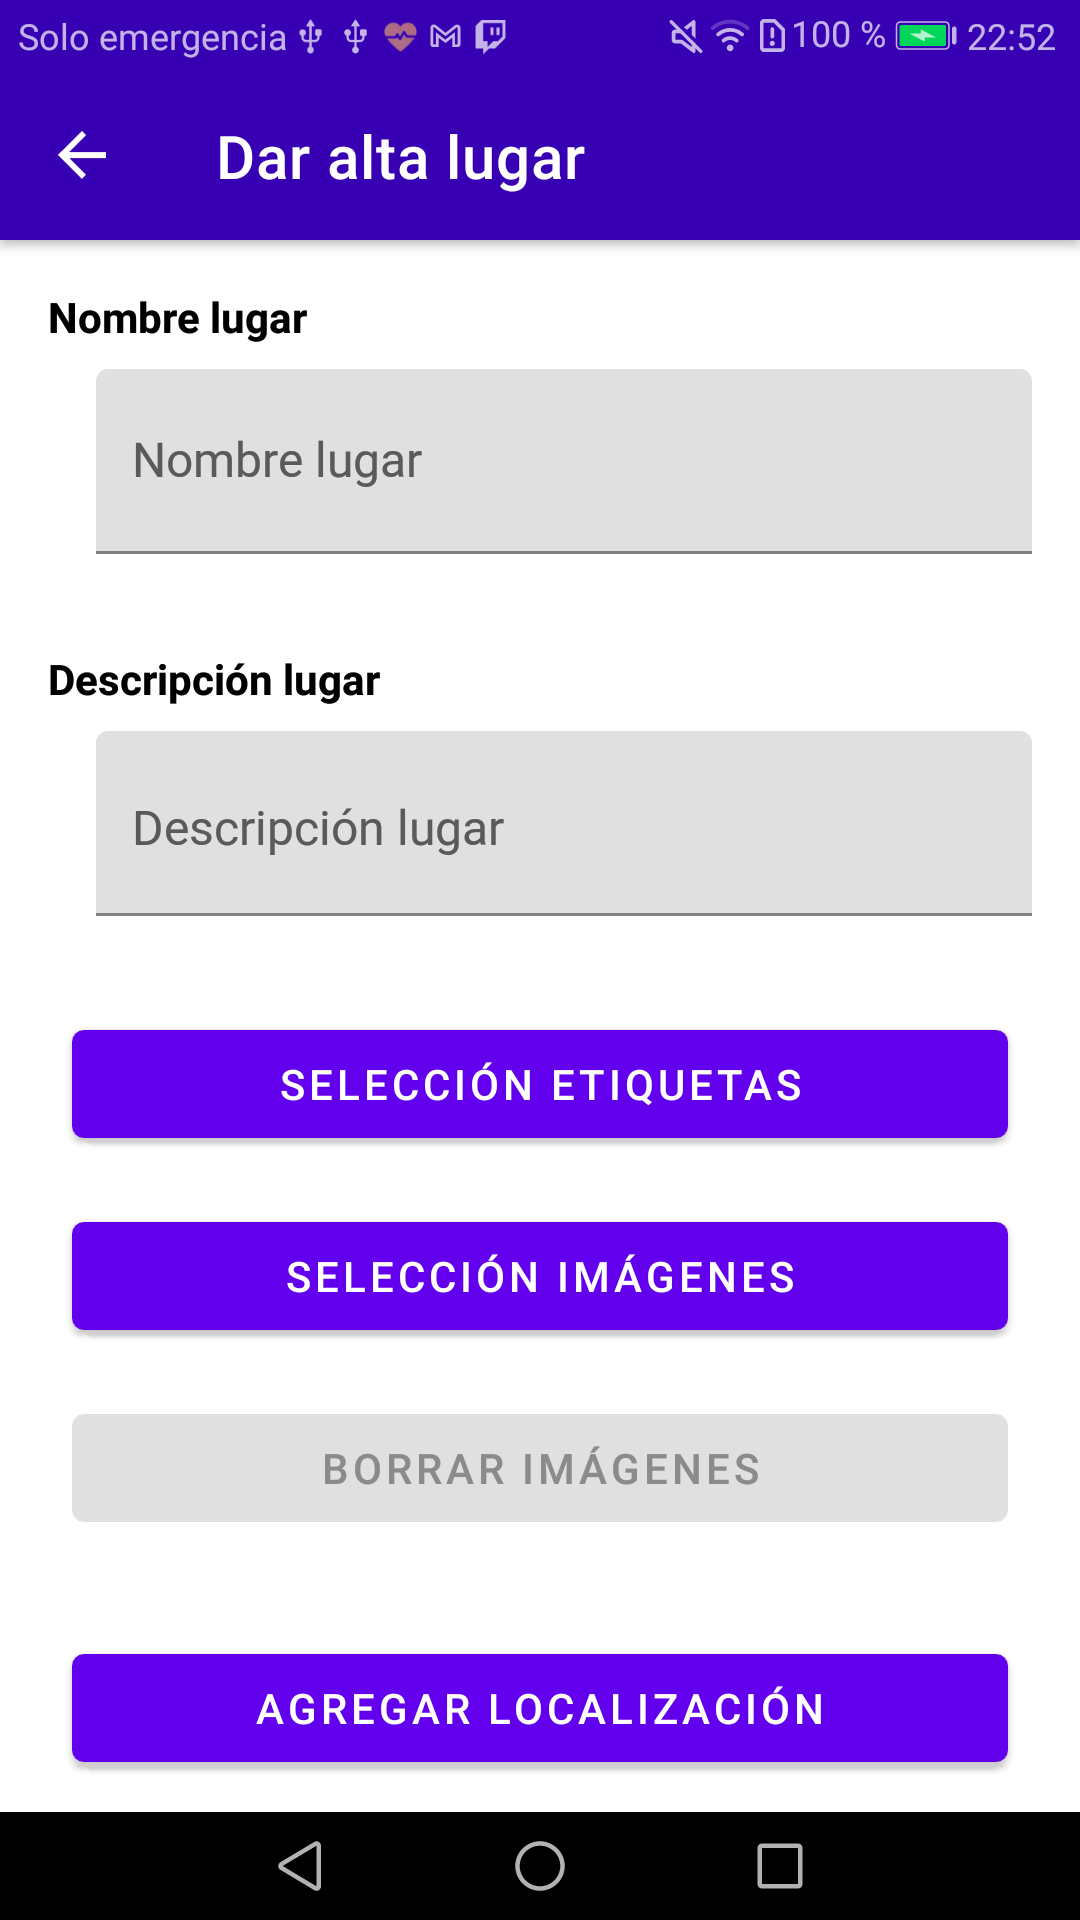 Solo emergencia 100 % 22:52
Dar alta lugar
Nombre lugar
Nombre lugar
Descripción lugar
Descripción lugar
SELECCIÓN ETIQUETAS
SELECCIÓN IMÁGENES
BORRAR IMÁGENES
AGREGAR LOCALIZACIÓN